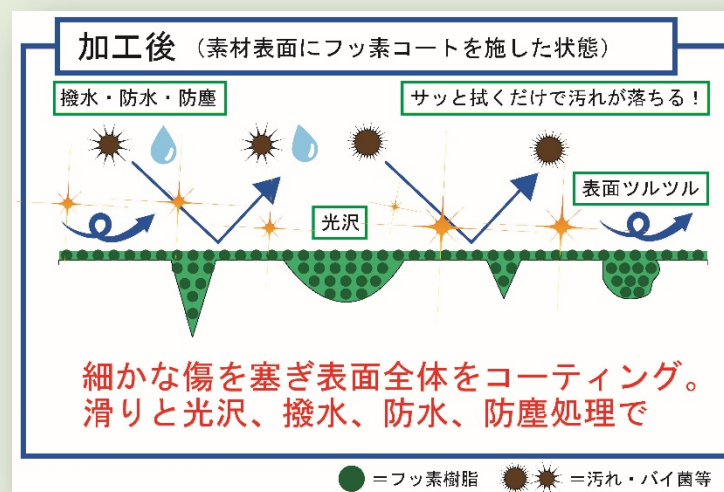 加工後（素材表面にフッ素コートを施した状態）
撥水・防水・防塵
サッと拭くだけで汚れが落ちる！
表面ツルツル
光沢
細かな傷を塞ぎ表面全体をコーティング。
滑りと光沢、撥水、防水、防塵処理で
＝フッ素樹脂
＝汚れ・バイ菌等